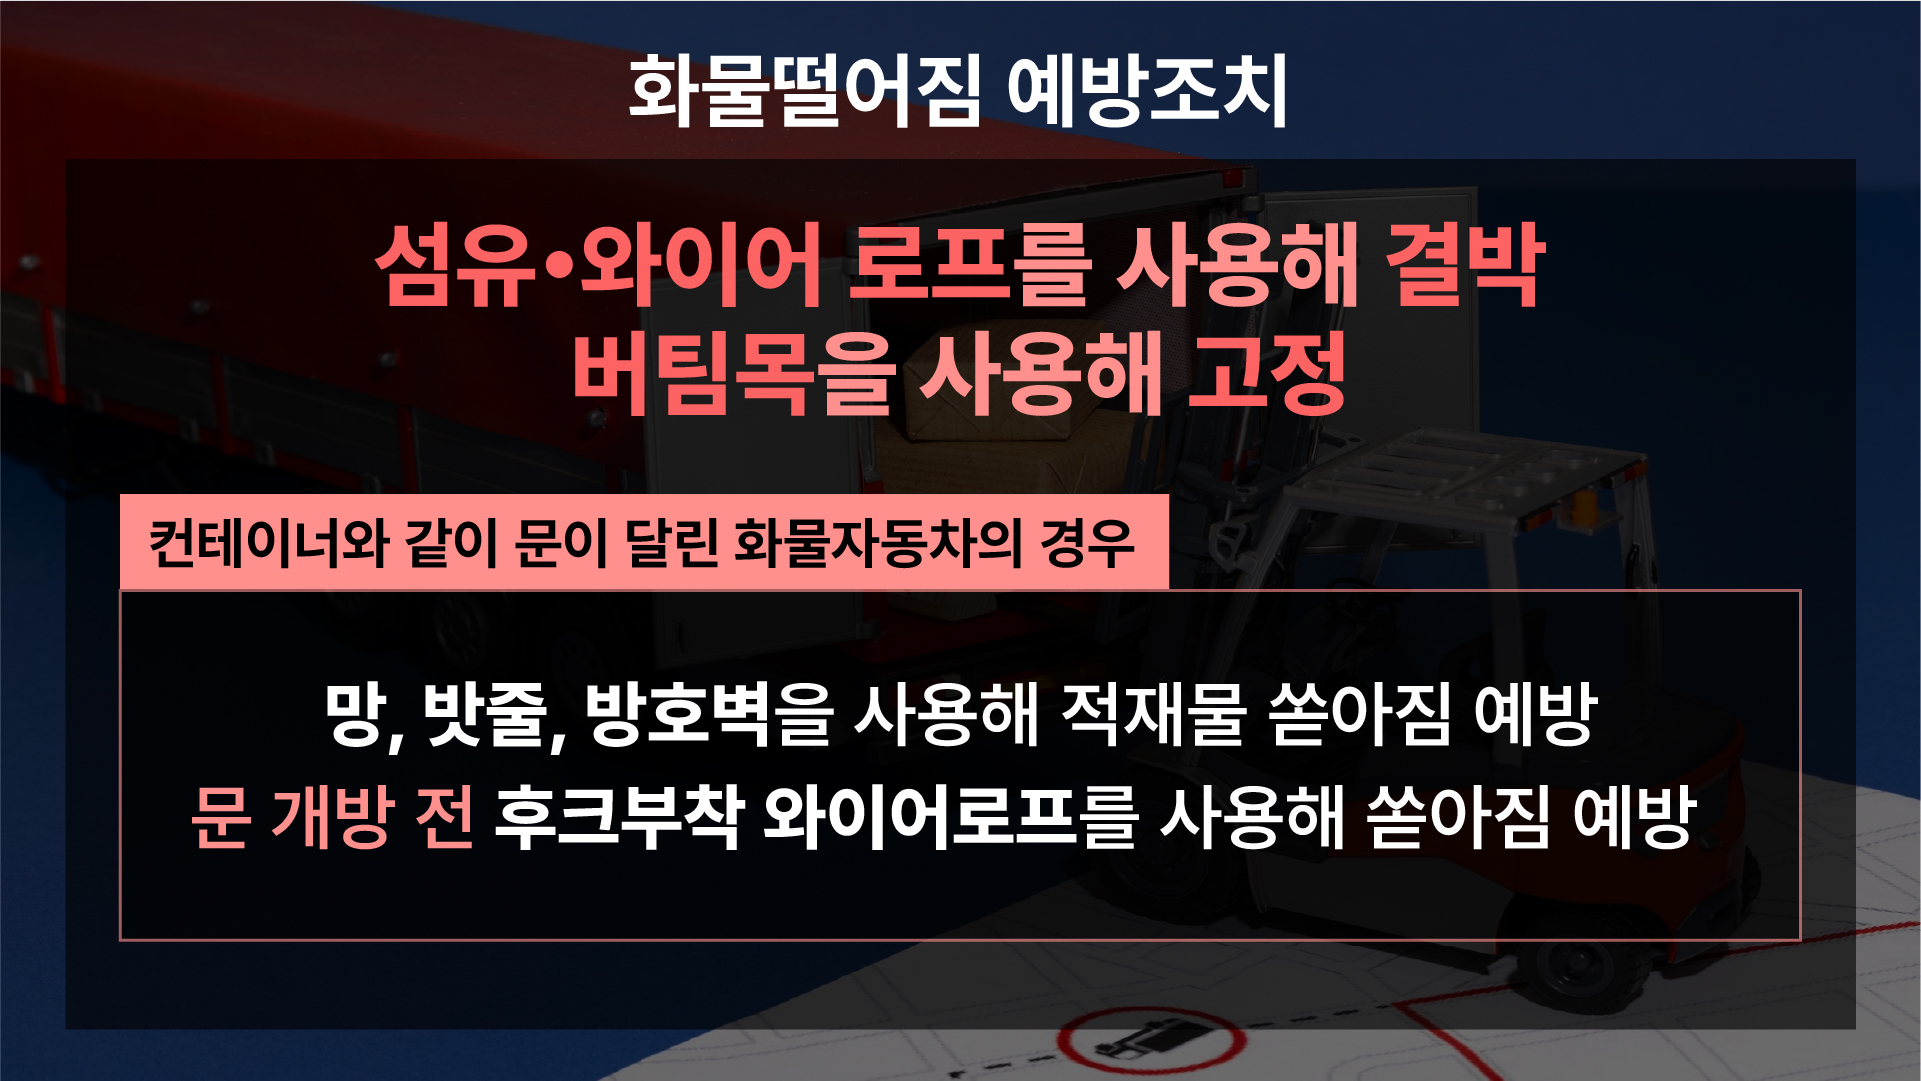 화물떨어짐 예방조치
섬유•와이어 로프를 사용해 결박
버팀목을 사용해 고정
컨테이너와 같이 문이 달린 화물자동차의 경우
망, 밧줄, 방호벽을 사용해 적재물 쏟아짐 예방
문 개방 전 후크부착 와이어로프를 사용해 쏟아짐 예방